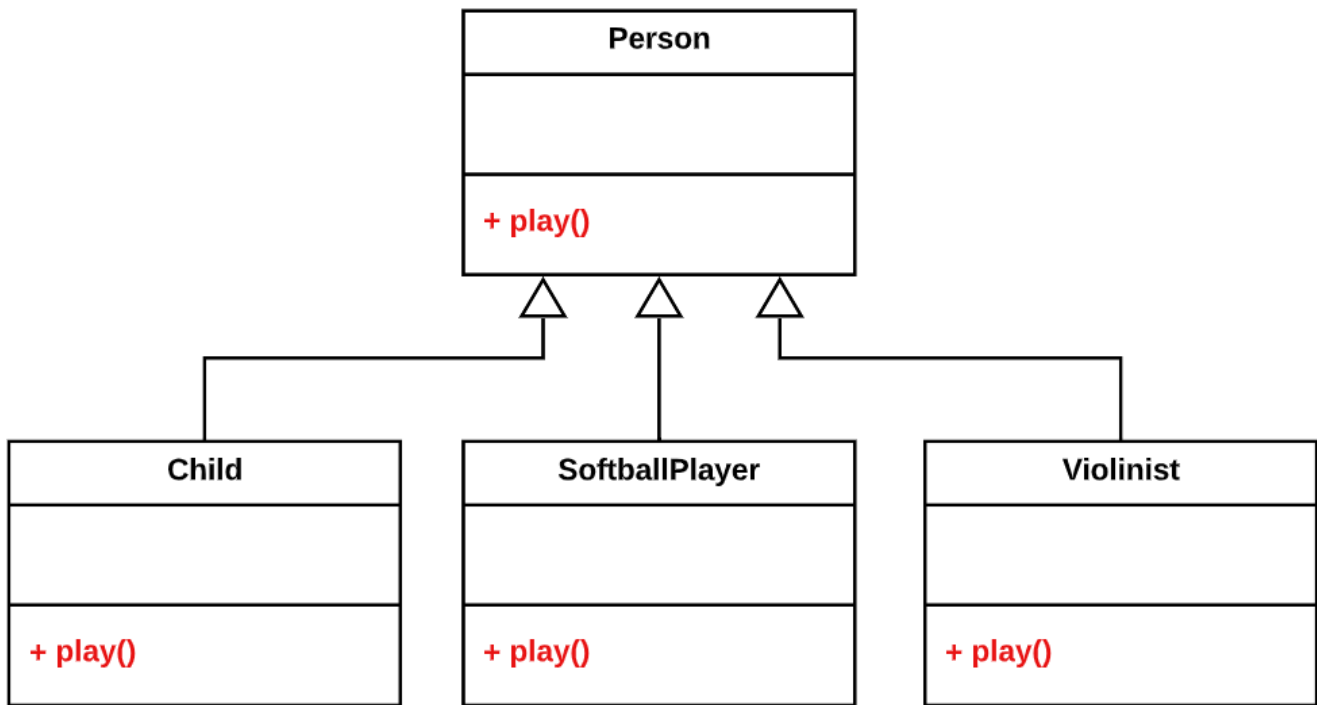 Person
+ play()
Child
SoftballPlayer
Violinist
+ play()
+ play()
+ play()